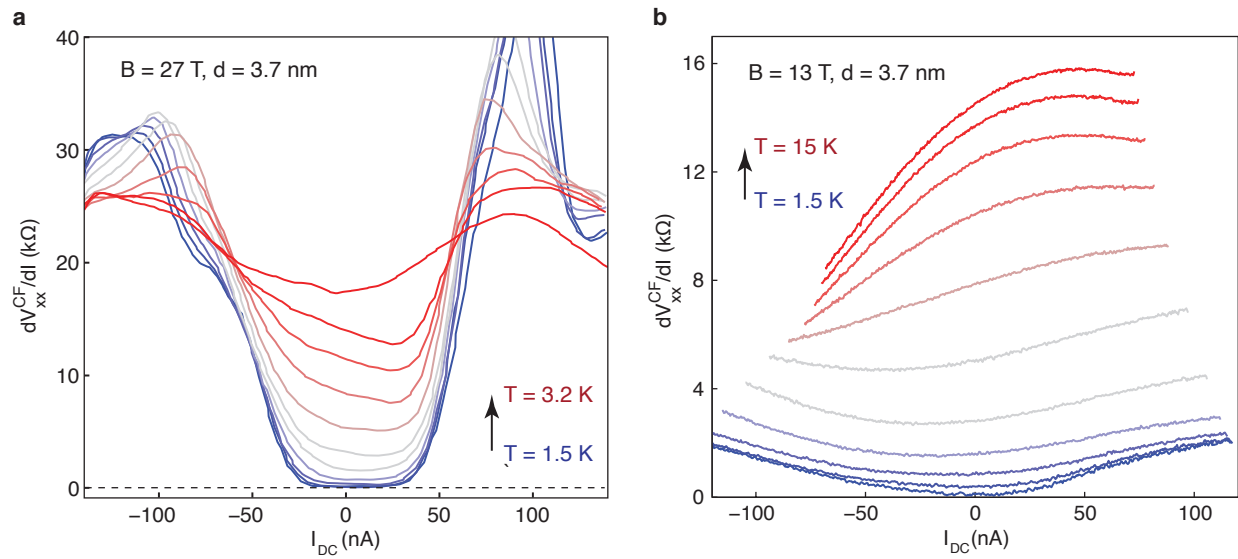 a
B = 27 T, d = 3.7 nm
dV_xx^CF/dI (kΩ)
40
30
20
10
0
T = 3.2 K
T = 1.5 K
−100
−50
0
50
100
I_DC (nA)
b
B = 13 T, d = 3.7 nm
dV_xx^CF/dI (kΩ)
16
12
8
4
0
T = 15 K
T = 1.5 K
−100
−50
0
50
100
I_DC (nA)